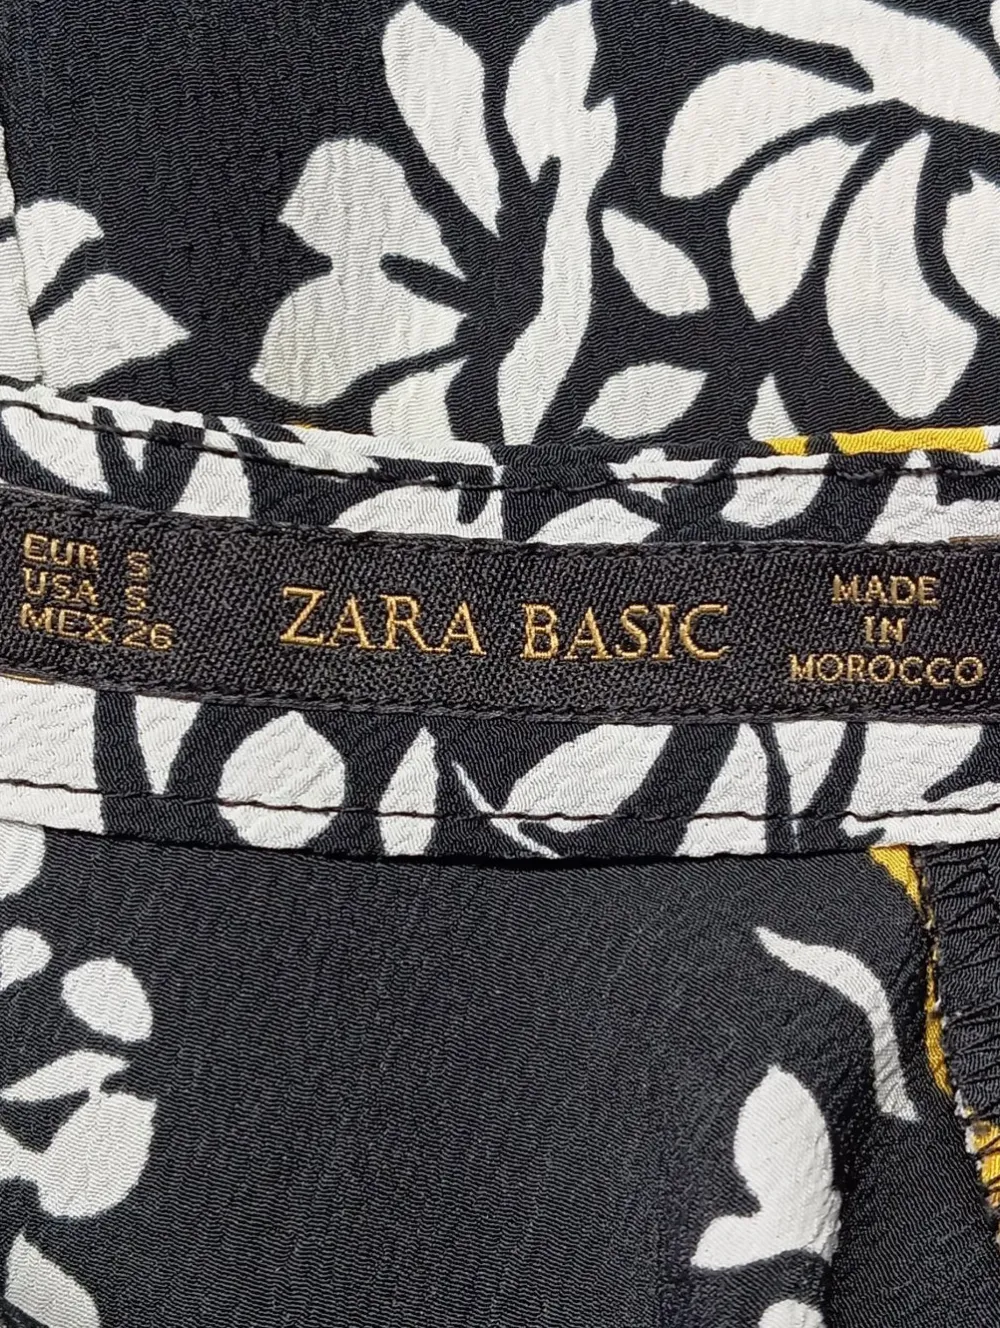 EUR S
USA S
MEX 26
ZARA BASIC
MADE
IN
MOROCCO